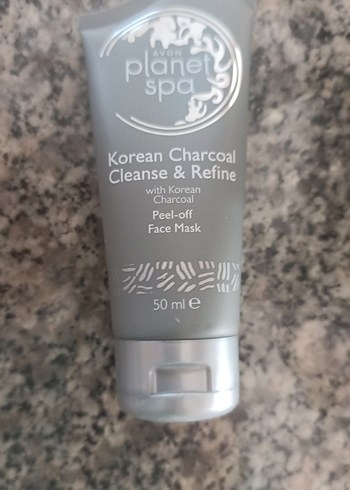 AVON
planet
spa
Korean Charcoal
Cleanse & Refine
with Korean
Charcoal
Peel-off
Face Mask
50 ml ℮